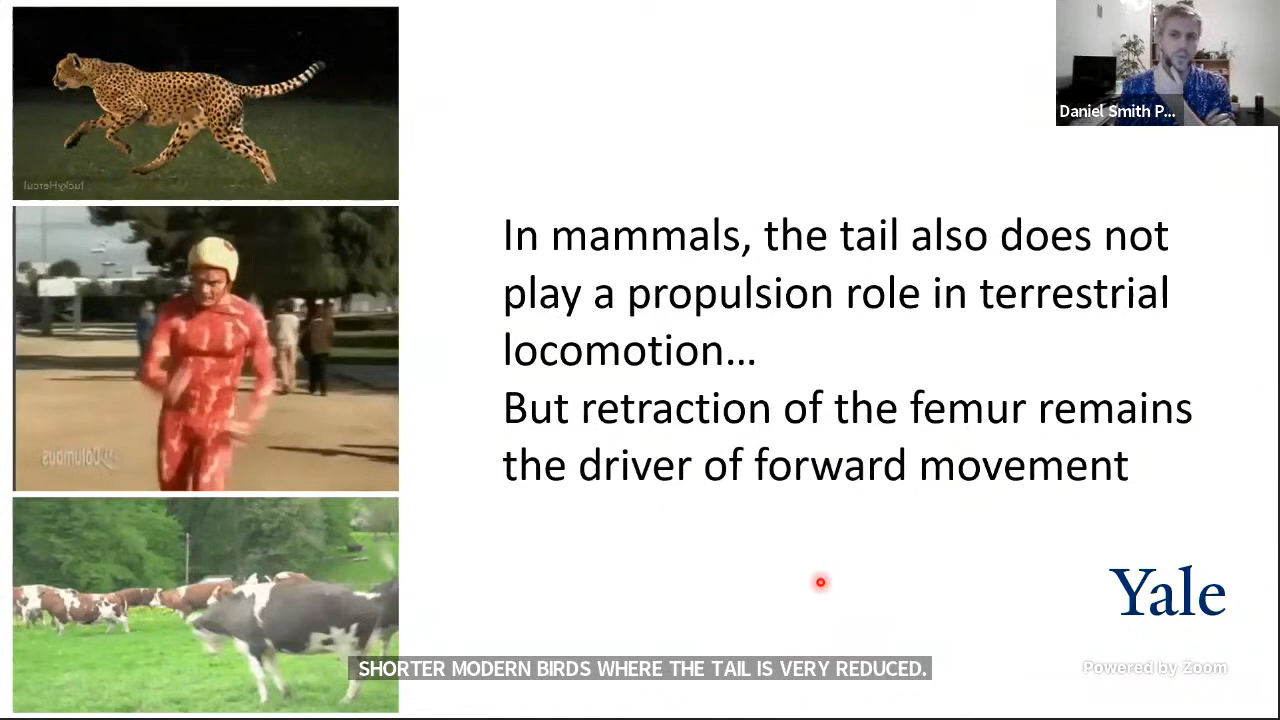 luckyHercul
Daniel Smith P...
In mammals, the tail also does not
play a propulsion role in terrestrial
locomotion...
But retraction of the femur remains
the driver of forward movement
Columbus
Yale
SHORTER MODERN BIRDS WHERE THE TAIL IS VERY REDUCED.
Powered by Zoom